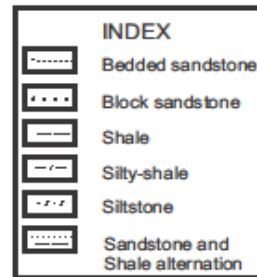 INDEX
Bedded sandstone
Block sandstone
Shale
Silty-shale
Siltstone
Sandstone and
Shale alternation